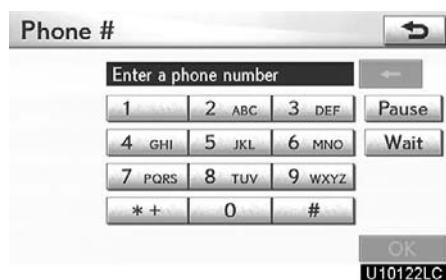 Phone #
Enter a phone number
1 2 ABC 3 DEF Pause
4 GHI 5 JKL 6 MNO Wait
7 PQRS 8 TUV 9 WXYZ
* + 0 #
OK
U10122LC